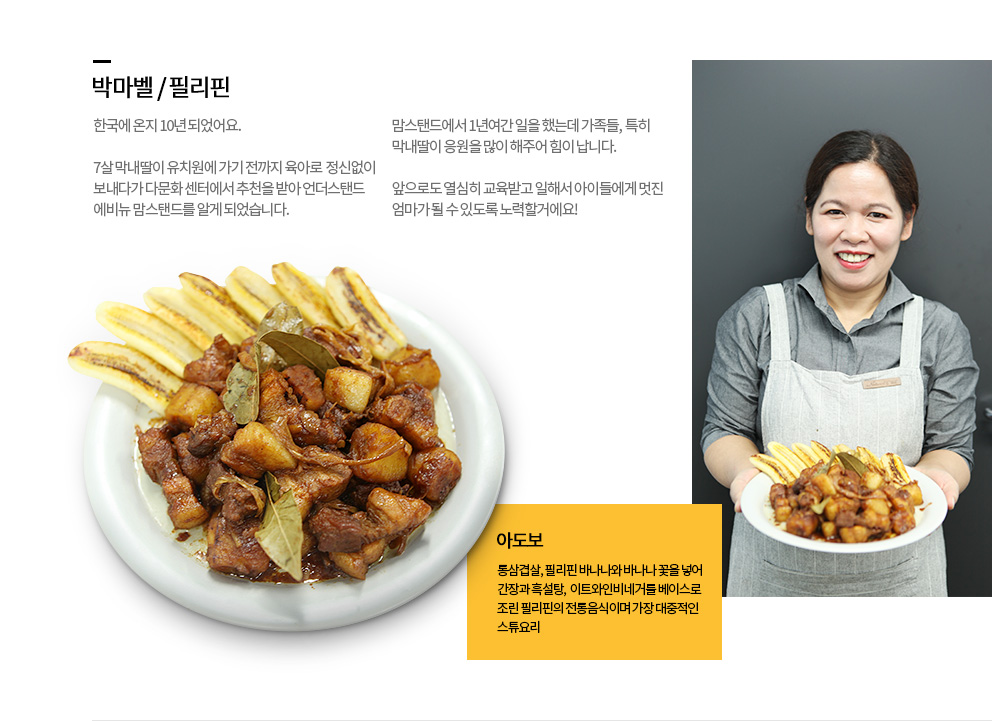 박마벨 / 필리핀
한국에 온지 10년 되었어요.
7살 막내딸이 유치원에 가기 전까지 육아로 정신없이
보내다가 다문화 센터에서 추천을 받아 언더스탠드
에비뉴 맘스탠드를 알게 되었습니다.
맘스탠드에서 1년여간 일을 했는데 가족들, 특히
막내딸이 응원을 많이 해주어 힘이 납니다.
앞으로도 열심히 교육받고 일해서 아이들에게 멋진
엄마가 될 수 있도록 노력할거에요!
아도보
통삼겹살, 필리핀 바나나와 바나나 꽃을 넣어
간장과 흑설탕, 이트와인비네거를 베이스로
조린 필리핀의 전통음식이며 가장 대중적인
스튜요리